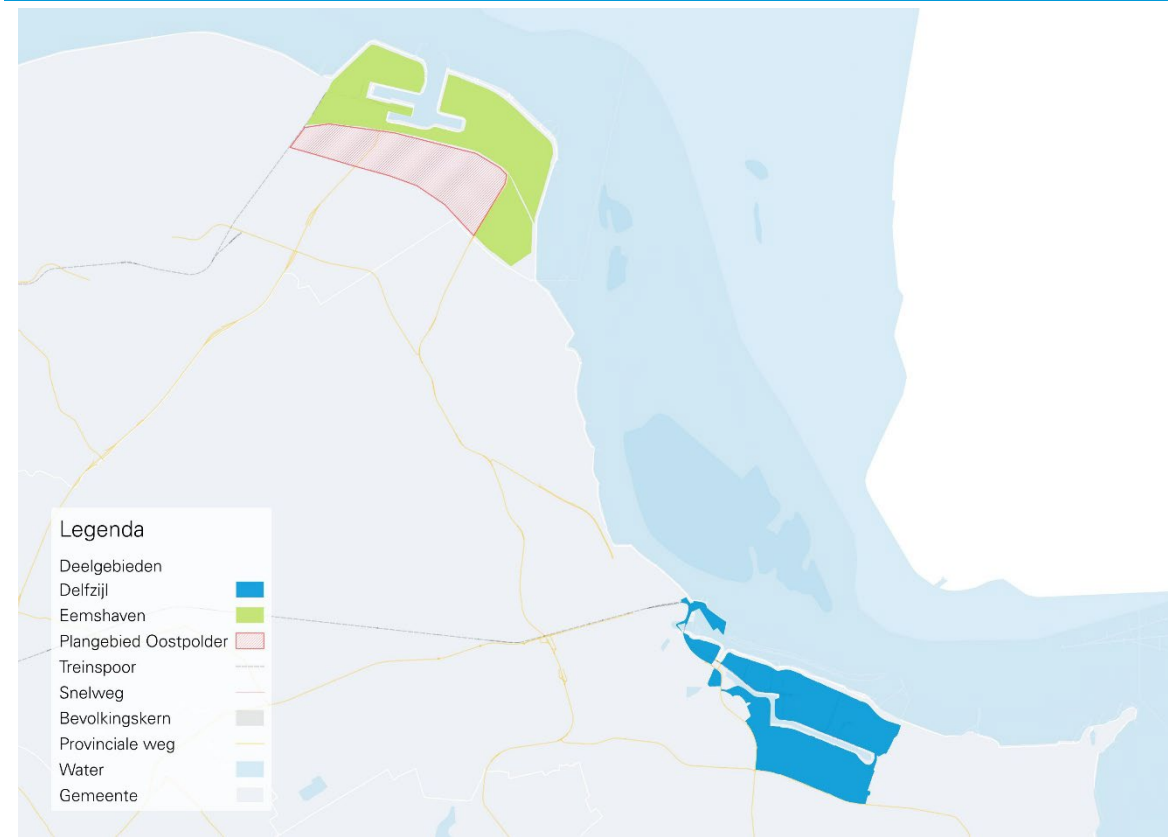 Legenda
Deelgebieden
Delfzijl
Eemshaven
Plangebied Oostpolder
Treinspoor
Snelweg
Bevolkingskern
Provinciale weg
Water
Gemeente